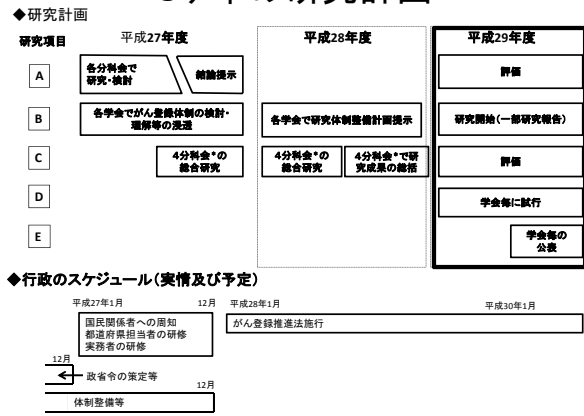 ◆研究計画
研究項目 平成27年度 平成28年度 平成29年度
A 各分科会で 結論提示 評価
研究・検討
B 各学会でがん登録体制の検討・ 各学会で研究体制整備計画提示 研究開始(一部研究報告)
理解等の浸透
C 4分科会*の 4分科会*の 4分科会*で研 評価
総合研究 総合研究 究成果の総括
D 学会毎に試行
E 学会毎の
公表
◆行政のスケジュール(実情及び予定)
平成27年1月 12月 平成28年1月 平成30年1月
国民関係者への周知 がん登録推進法施行
都道府県担当者の研修
実務者の研修
12月
政省令の策定等
12月
体制整備等